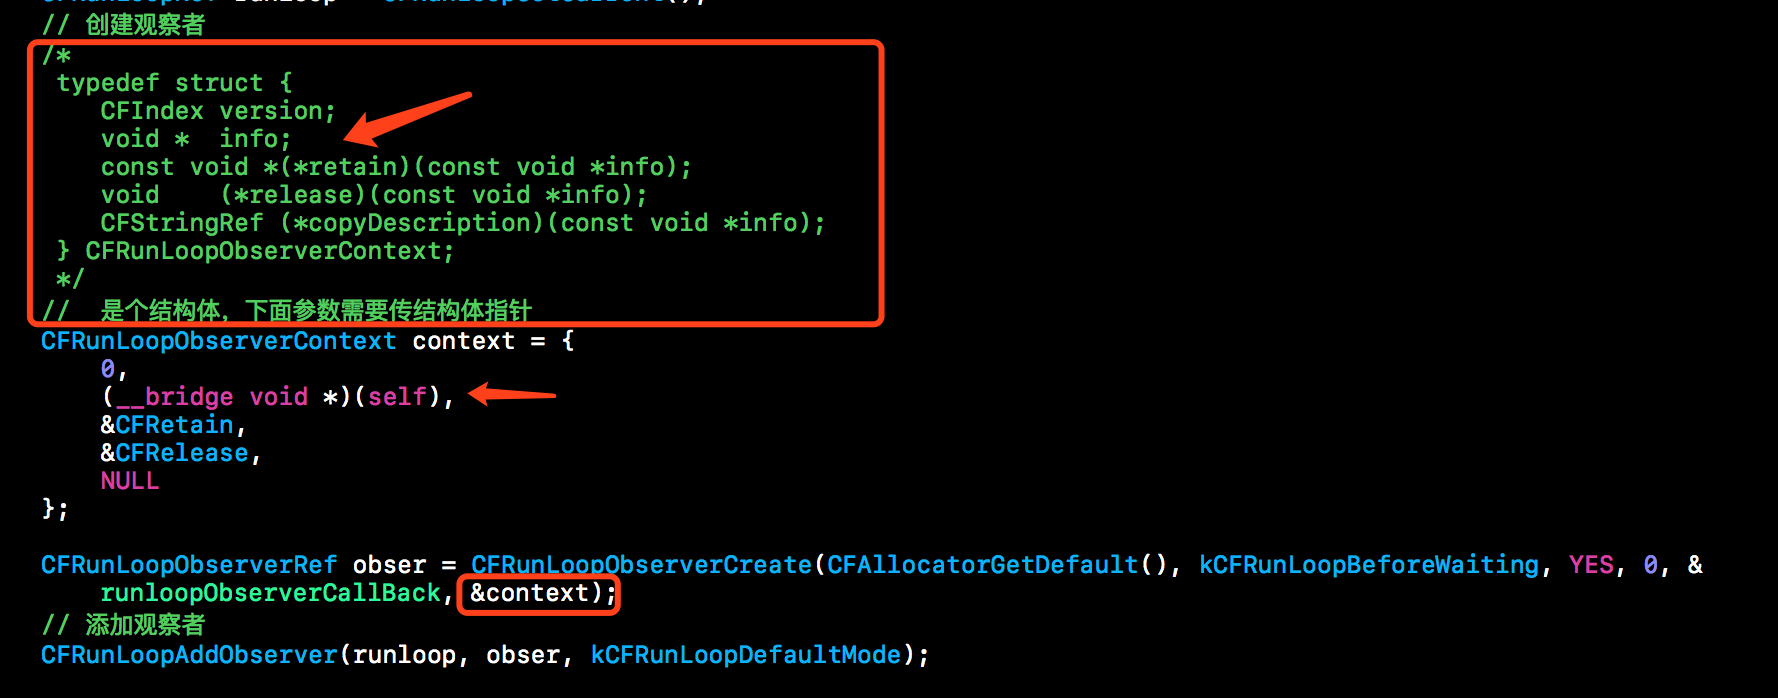 // 创建观察者
/*
typedef struct {
CFIndex version;
void *  info;
const void *(*retain)(const void *info);
void    (*release)(const void *info);
CFStringRef (*copyDescription)(const void *info);
} CFRunLoopObserverContext;
*/
//  是个结构体，下面参数需要传结构体指针
CFRunLoopObserverContext context = {
0,
(__bridge void *)(self),
&CFRetain,
&CFRelease,
NULL
};
CFRunLoopObserverRef obser = CFRunLoopObserverCreate(CFAllocatorGetDefault(), kCFRunLoopBeforeWaiting, YES, 0, &
runloopObserverCallBack, &context);
// 添加观察者
CFRunLoopAddObserver(runloop, obser, kCFRunLoopDefaultMode);